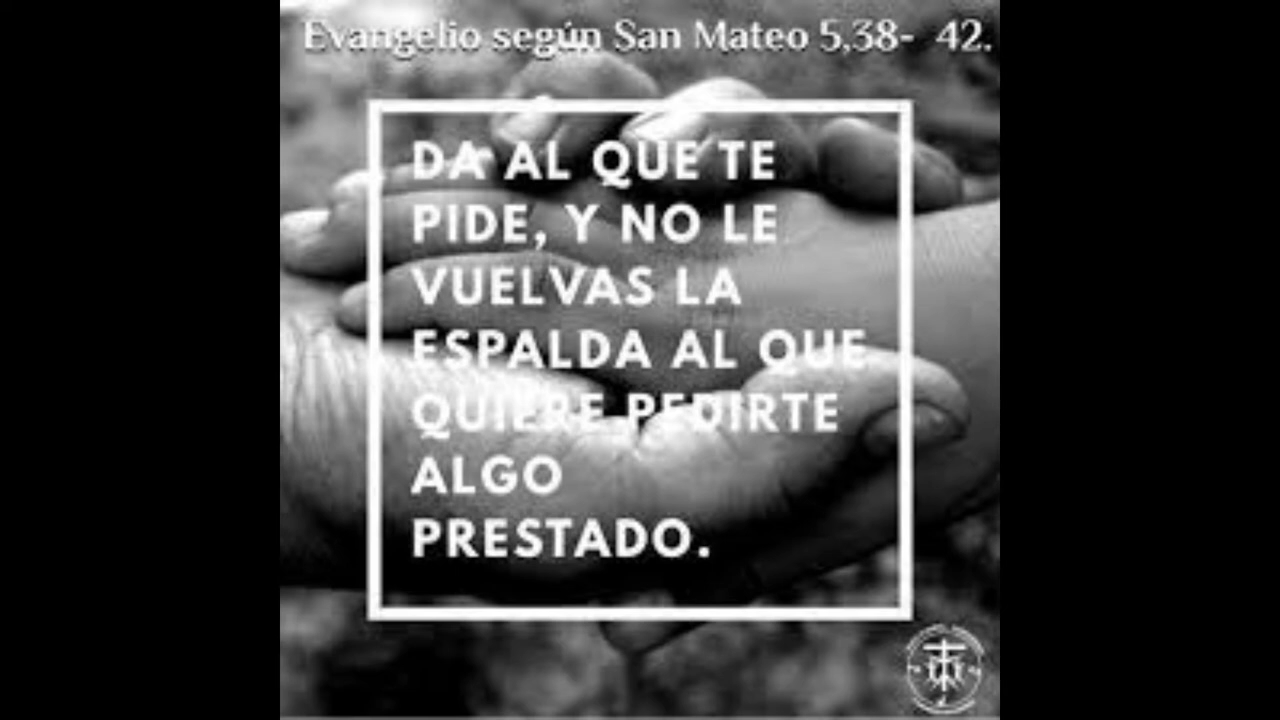 Evangelio según San Mateo 5,38- 42.
DA AL QUE TE
PIDE, Y NO LE
VUELVAS LA
ESPALDA AL QUE
QUIERE PEDIRTE
ALGO
PRESTADO.